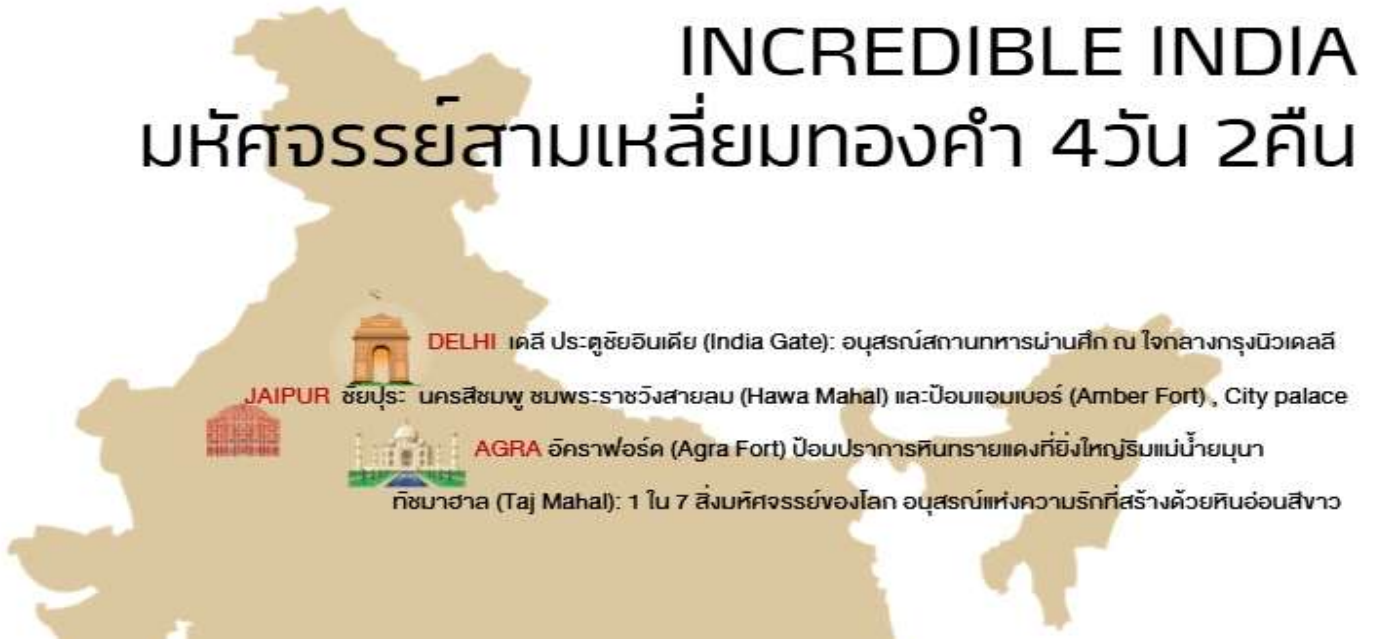 INCREDIBLE INDIA
มหัศจรรย์สามเหลี่ยมทองคำ 4วัน 2คืน
DELHI เดลี ประตูชัยอินเดีย (India Gate): อนุสรณ์สถานทหารผ่านศึก ณ ใจกลางกรุงนิวเดลลี
JAIPUR ชัยปุระ นครสีชมพู ชมพระราชวังสายลม (Hawa Mahal) และป้อมแอมเบอร์ (Amber Fort) , City palace
AGRA อัคราฟอร์ด (Agra Fort) ป้อมปราการหินทรายแดงที่ยิ่งใหญ่ริมแม่น้ำยมุนา
ทัชมาฮาล (Taj Mahal): 1 ใน 7 สิ่งมหัศจรรย์ของโลก อนุสรณ์แห่งความรักที่สร้างด้วยหินอ่อนสีขาว